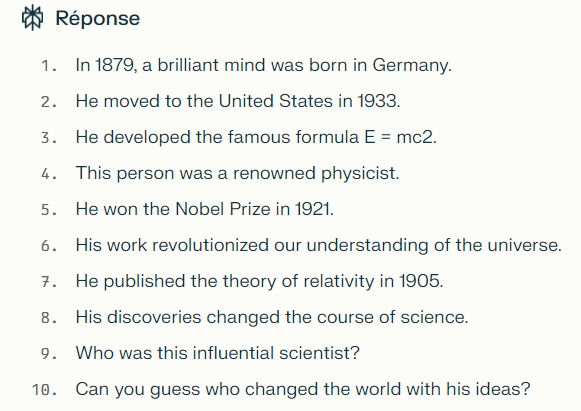 Réponse
1. In 1879, a brilliant mind was born in Germany.
2. He moved to the United States in 1933.
3. He developed the famous formula E = mc2.
4. This person was a renowned physicist.
5. He won the Nobel Prize in 1921.
6. His work revolutionized our understanding of the universe.
7. He published the theory of relativity in 1905.
8. His discoveries changed the course of science.
9. Who was this influential scientist?
10. Can you guess who changed the world with his ideas?